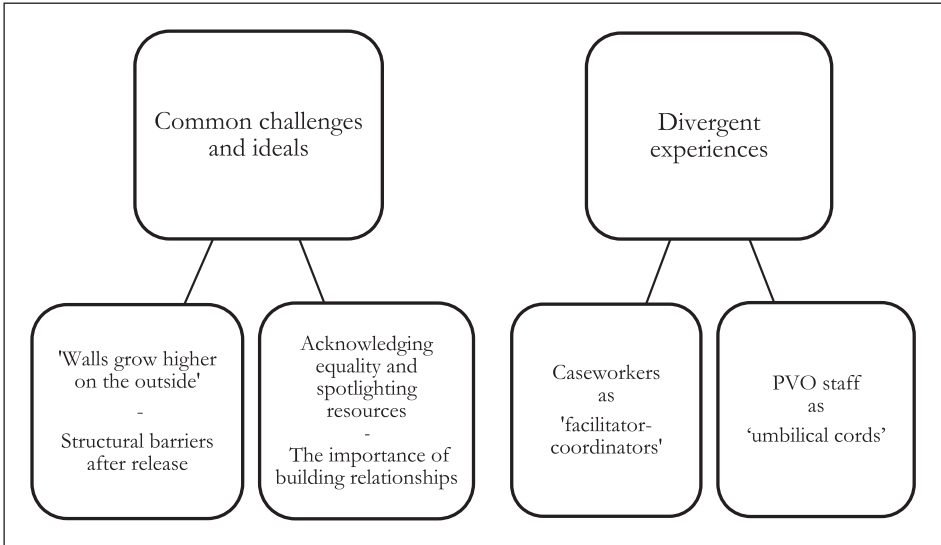 Common challenges
and ideals
Divergent
experiences
'Walls grow higher
on the outside'
-
Structural barriers
after release
Acknowledging
equality and
spotlighting
resources
-
The importance of
building relationships
Caseworkers
as
'facilitator-
coordinators'
PVO staff
as
‘umbilical cords’